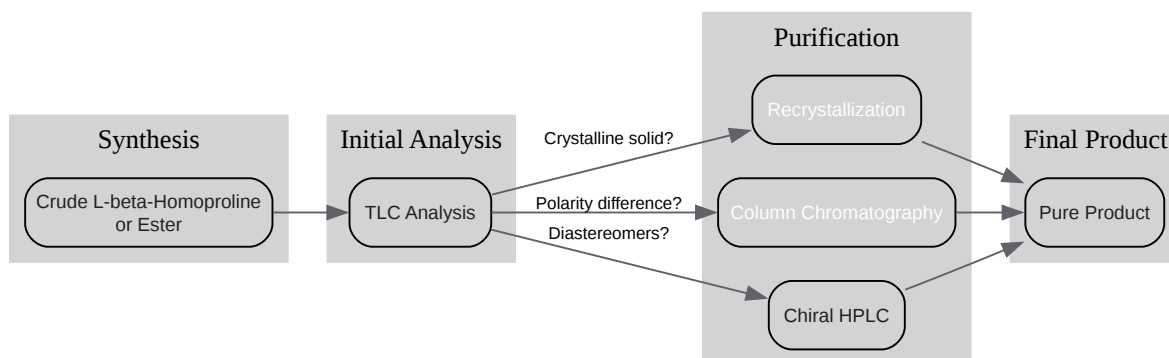 Synthesis
Crude L-beta-Homoproline
or Ester
Initial Analysis
TLC Analysis
Crystalline solid?
Polarity difference?
Diastereomers?
Purification
Recrystallization
Column Chromatography
Chiral HPLC
Final Product
Pure Product